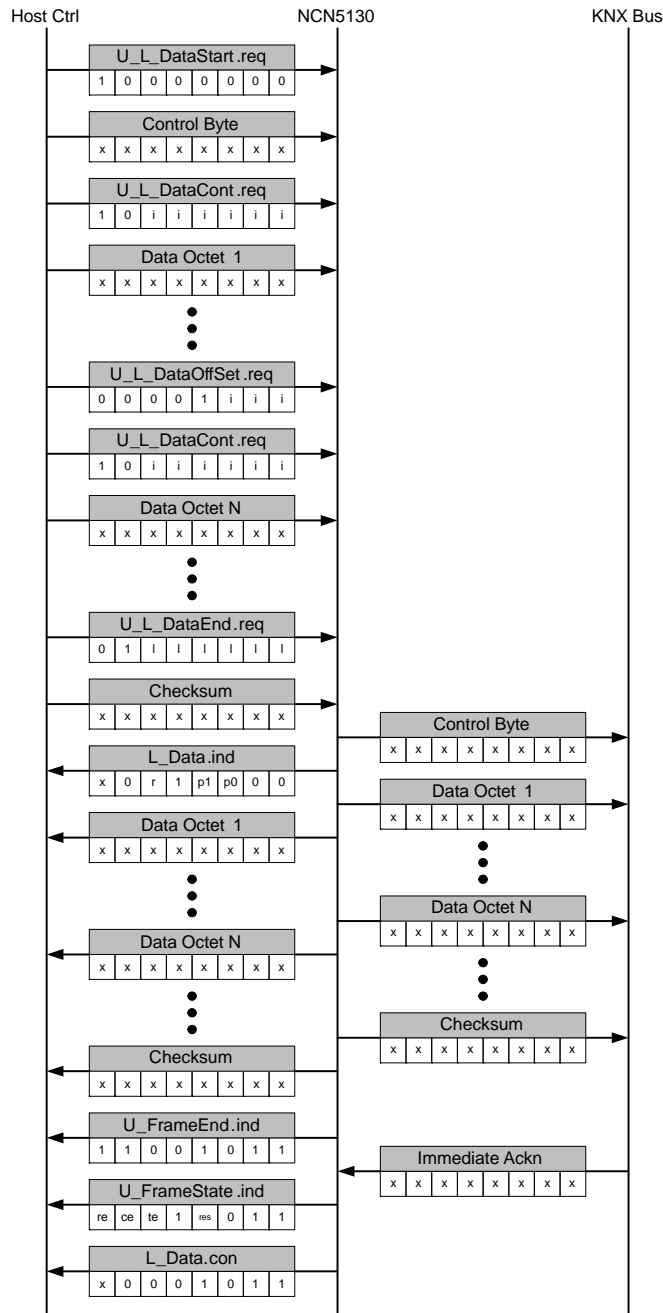 Host Ctrl NCN5130 KNX Bus
U_L_DataStart.req
1 0 0 0 0 0 0 0
Control Byte
x x x x x x x x
U_L_DataCont.req
1 0 i i i i i i
Data Octet 1
x x x x x x x x
U_L_DataOffSet.req
0 0 0 0 1 i i i
U_L_DataCont.req
1 0 i i i i i i
Data Octet N
x x x x x x x x
U_L_DataEnd.req
0 1 l l l l l l
Checksum
x x x x x x x x
Control Byte
x x x x x x x x
L_Data.ind
x 0 r 1 p1 p0 0 0
Data Octet 1
x x x x x x x x
Data Octet 1
x x x x x x x x
Data Octet N
x x x x x x x x
Data Octet N
x x x x x x x x
Checksum
x x x x x x x x
Checksum
x x x x x x x x
U_FrameEnd.ind
1 1 0 0 1 0 1 1
Immediate Ackn
x x x x x x x x
U_FrameState.ind
re ce te 1 res 0 1 1
L_Data.con
x 0 0 0 1 0 1 1